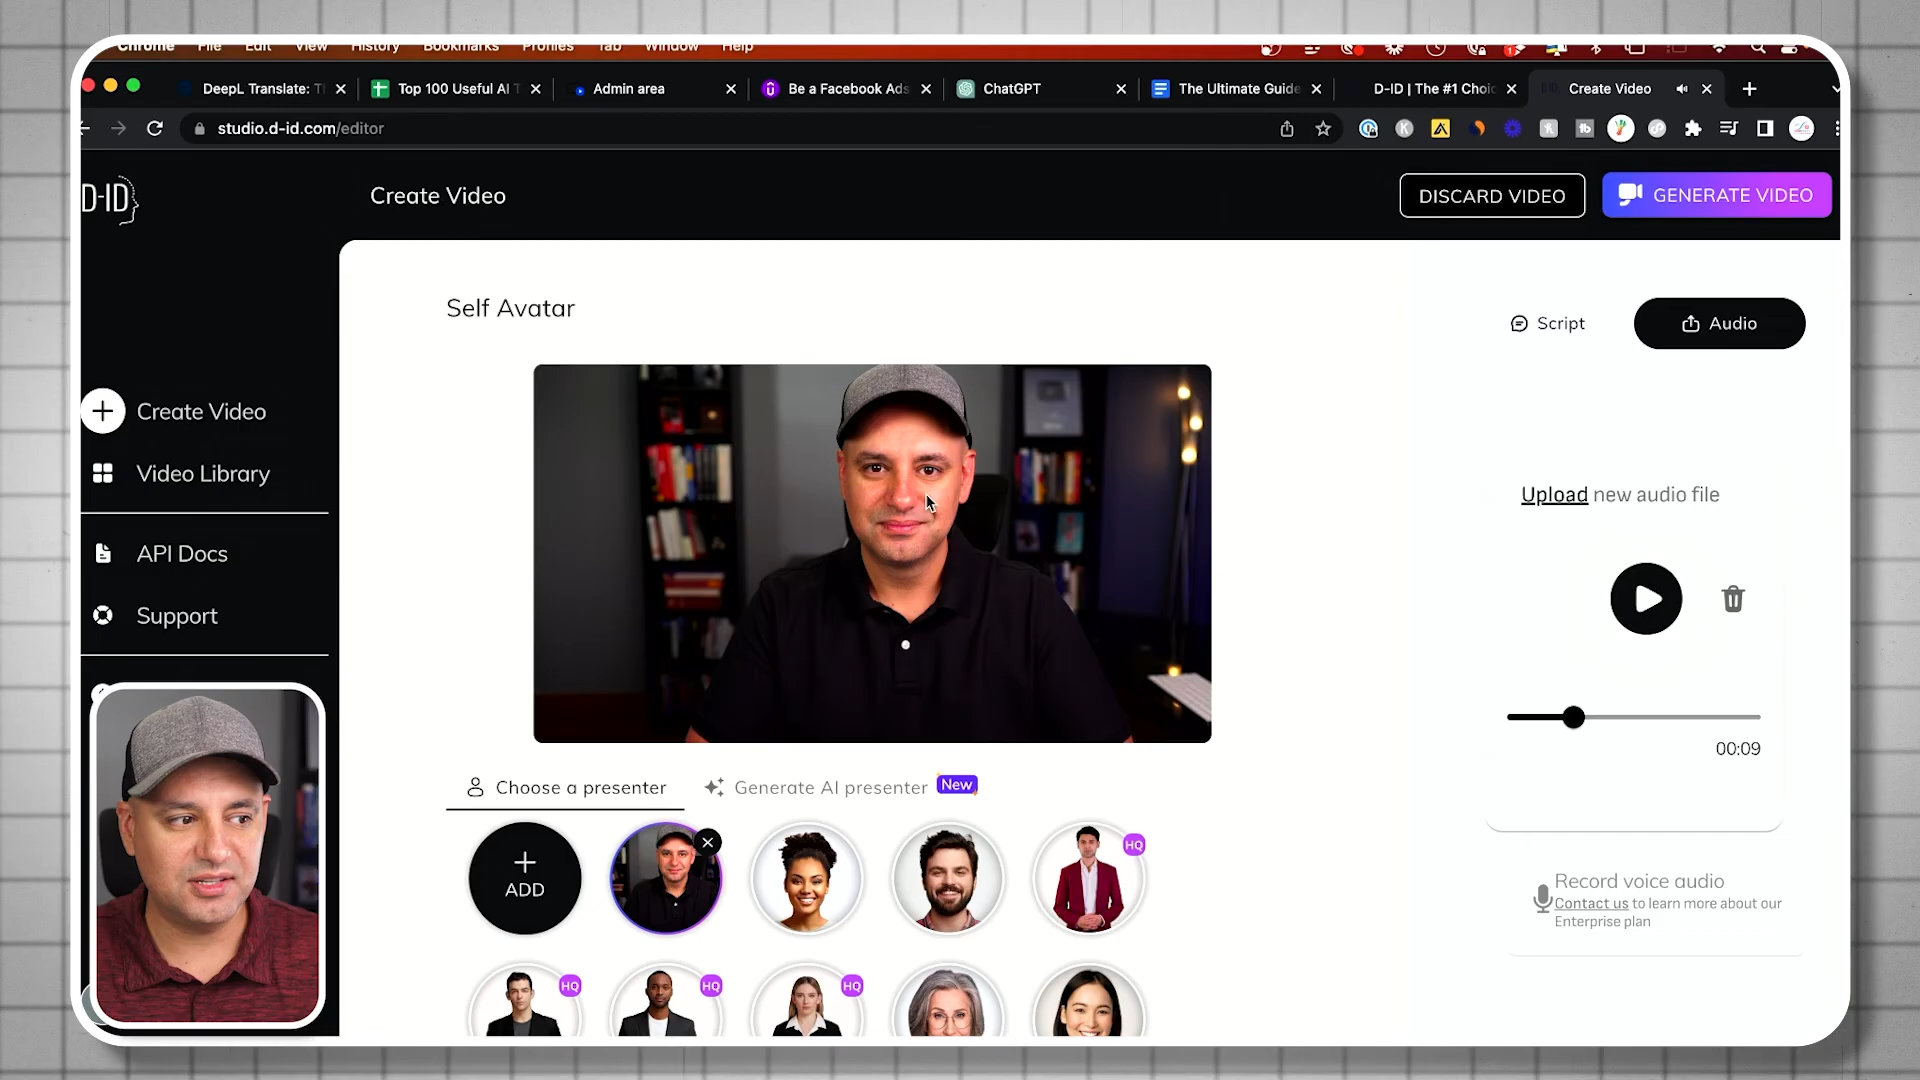 Chrome File Edit View History Bookmarks Profiles Tab Window Help
DeepL Translate: T
Top 100 Useful AI T
Admin area
Be a Facebook Ads
ChatGPT
The Ultimate Guide
D-ID | The #1 Choic
Create Video
studio.d-id.com/editor
D-ID
Create Video
DISCARD VIDEO
GENERATE VIDEO
Self Avatar
Script
Audio
Create Video
Video Library
API Docs
Support
Upload new audio file
00:09
Choose a presenter
Generate AI presenter New
ADD
HQ
Record voice audio
Contact us to learn more about our
Enterprise plan
HQ
HQ
HQ